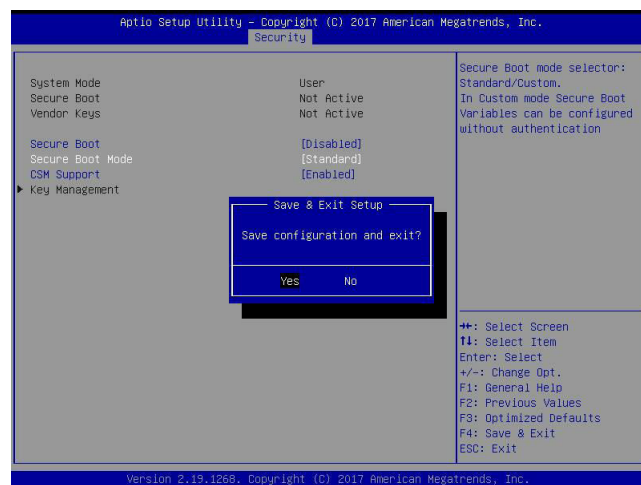 Aptio Setup Utility – Copyright (C) 2017 American Megatrends, Inc.
Security
System Mode User
Secure Boot Not Active
Vendor Keys Not Active
Secure Boot [Disabled]
Secure Boot Mode [Standard]
CSM Support [Enabled]
Key Management
Save & Exit Setup
Save configuration and exit?
Yes No
Secure Boot mode selector:
Standard/Custom.
In Custom mode Secure Boot
Variables can be configured
without authentication
→←: Select Screen
↑↓: Select Item
Enter: Select
+/-: Change Opt.
F1: General Help
F2: Previous Values
F3: Optimized Defaults
F4: Save & Exit
ESC: Exit
Version 2.19.1268. Copyright (C) 2017 American Megatrends, Inc.